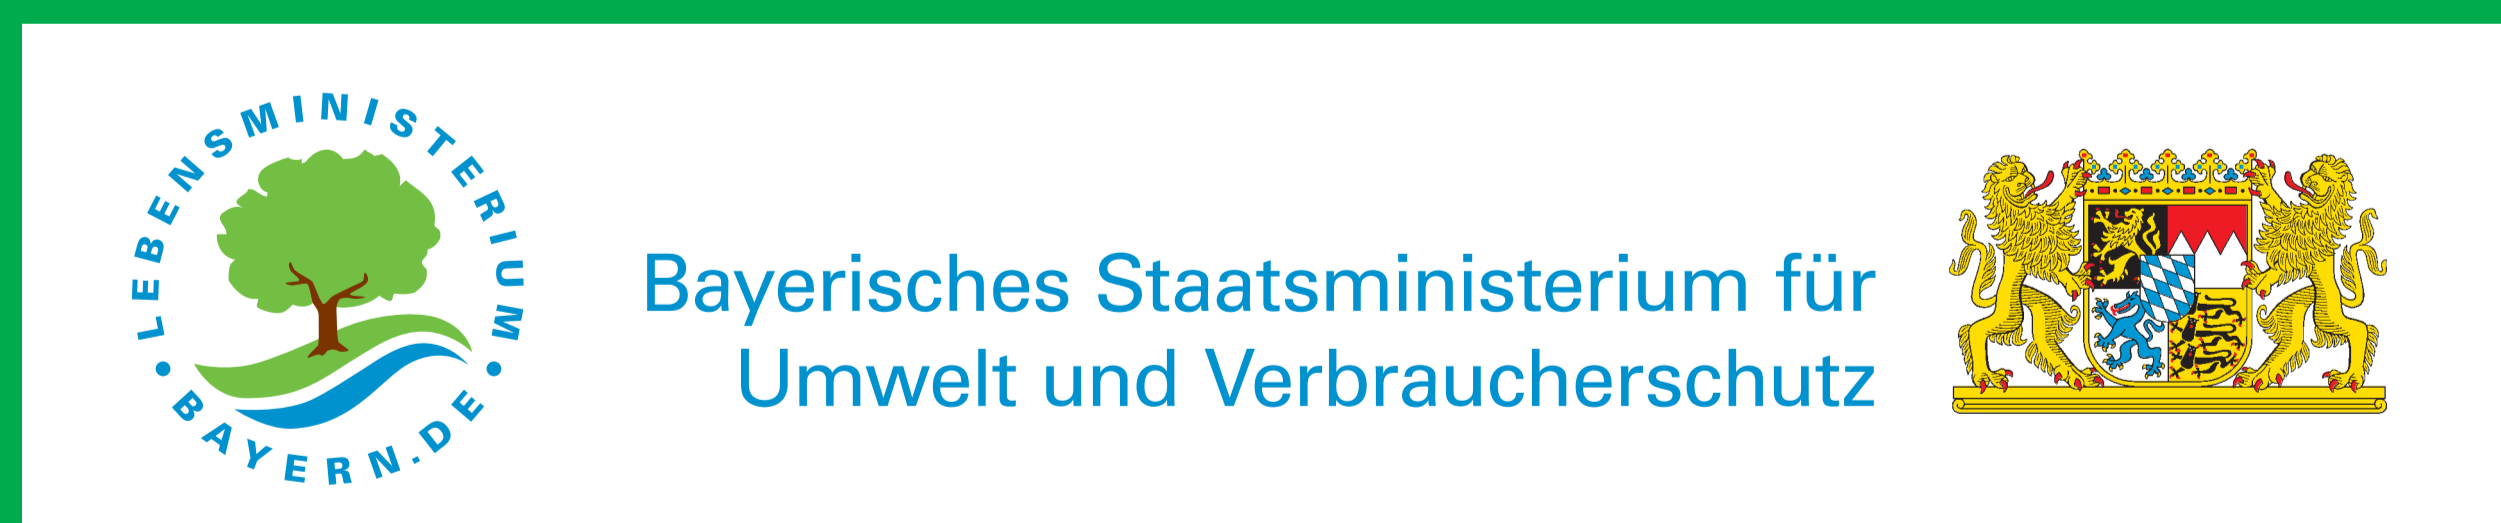 LEBENSMINISTERIUM
BAYERN.DE
Bayerisches Staatsministerium für
Umwelt und Verbraucherschutz